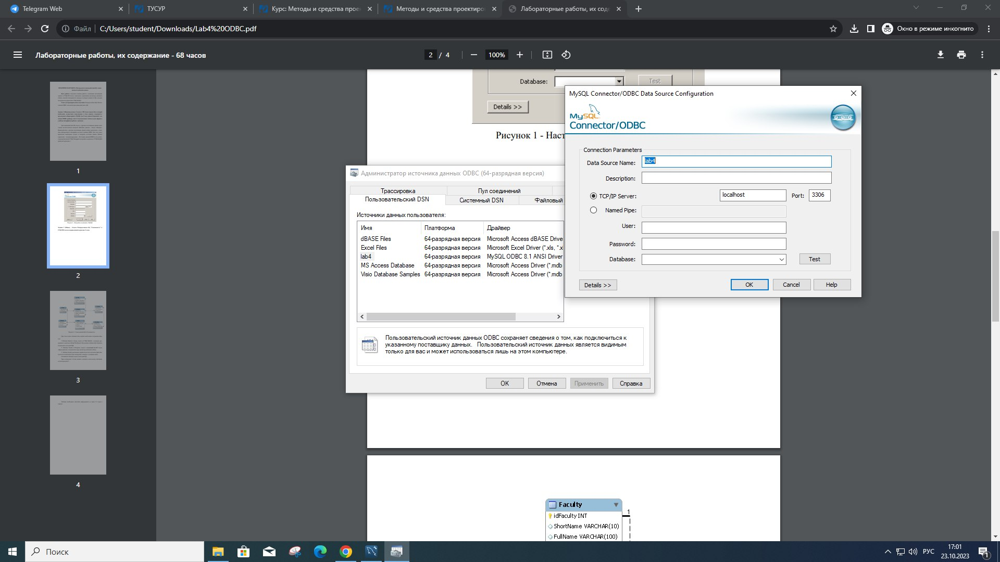 Telegram Web
ТУСУР
Курс: Методы и средства прое
Методы и средства проектиро
Лабораторные работы, их соде
Файл
C:/Users/student/Downloads/Lab4%20ODBC.pdf
Окно в режиме инкогнито
Лабораторные работы, их содержание - 68 часов
2 / 4
100%
1
2
3
4
Database:
Test
Details >>
Рисунок 1 - Наст
MySQL Connector/ODBC Data Source Configuration
MySQL
Connector/ODBC
Connection Parameters
Data Source Name: lab4
Description:
TCP/IP Server: localhost Port: 3306
Named Pipe:
User:
Password:
Database: Test
Details >> OK Cancel Help
Администратор источника данных ODBC (64-разрядная версия)
Трассировка Пул соединений
Пользовательский DSN Системный DSN Файловый
Источники данных пользователя:
Имя Платформа Драйвер
dBASE Files 64-разрядная версия Microsoft Access dBASE Drive
Excel Files 64-разрядная версия Microsoft Excel Driver (*.xls, *.x
lab4 64-разрядная версия MySQL ODBC 8.1 ANSI Driver
MS Access Database 64-разрядная версия Microsoft Access Driver (*.mdb
Visio Database Samples 64-разрядная версия Microsoft Access Driver (*.mdb
Пользовательский источник данных ODBC сохраняет сведения о том, как подключиться к
указанному поставщику данных. Пользовательский источник данных является видимым
только для вас и может использоваться лишь на этом компьютере.
OK Отмена Применить Справка
Faculty
1
idFaculty INT
ShortName VARCHAR(10)
FullName VARCHAR(100)
Поиск
РУС
17:01
23.10.2023
1